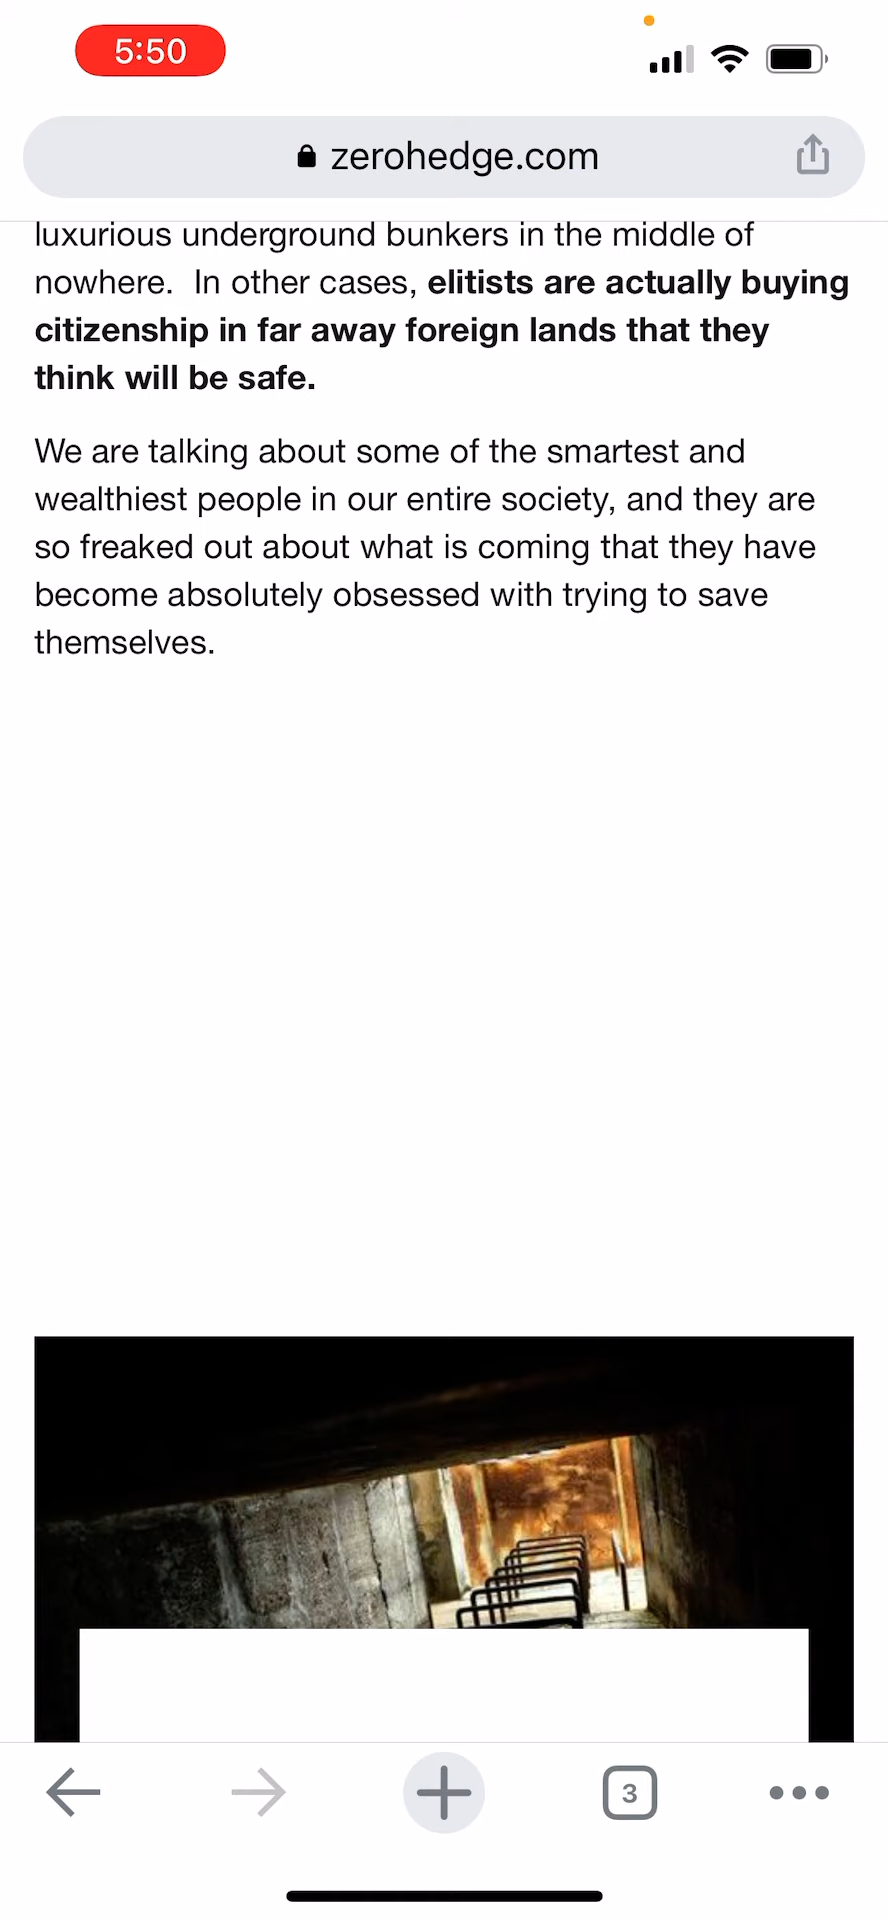 5:50
zerohedge.com
luxurious underground bunkers in the middle of
nowhere.  In other cases, elitists are actually buying
citizenship in far away foreign lands that they
think will be safe.
We are talking about some of the smartest and
wealthiest people in our entire society, and they are
so freaked out about what is coming that they have
become absolutely obsessed with trying to save
themselves.
3